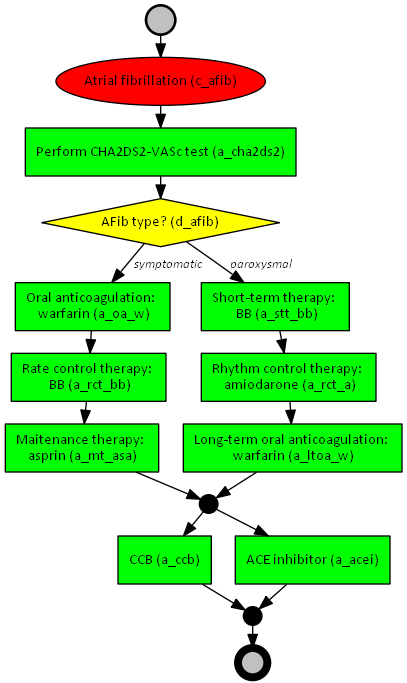 Atrial fibrillation (c_afib)
Perform CHA2DS2-VASc test (a_cha2ds2)
AFib type? (d_afib)
symptomatic
paroxysmal
Oral anticoagulation:
warfarin (a_oa_w)
Short-term therapy:
BB (a_stt_bb)
Rate control therapy:
BB (a_rct_bb)
Rhythm control therapy:
amiodarone (a_rct_a)
Maitenance therapy:
asprin (a_mt_asa)
Long-term oral anticoagulation:
warfarin (a_ltoa_w)
CCB (a_ccb)
ACE inhibitor (a_acei)